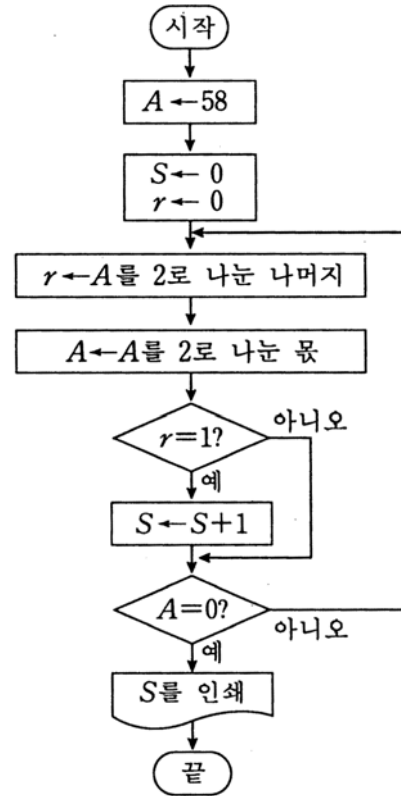 시작
A←58
S←0
r←0
r←A를 2로 나눈 나머지
A←A를 2로 나눈 몫
r=1?
아니오
예
S←S+1
A=0?
아니오
예
S를 인쇄
끝